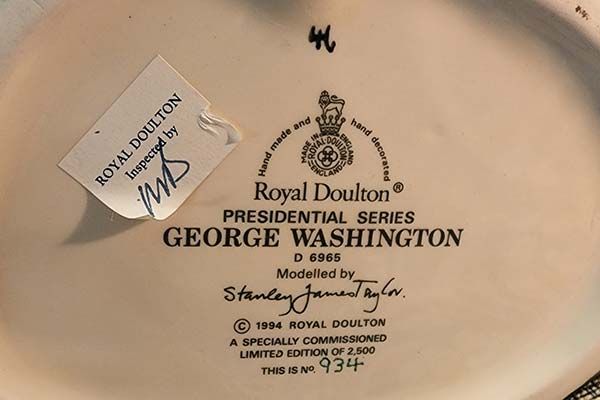 ROYAL DOULTON
Inspected by
Hand made and hand decorated
MADE IN ENGLAND
ROYAL·DOULTON
ENGLAND
Royal Doulton®
PRESIDENTIAL SERIES
GEORGE WASHINGTON
D 6965
Modelled by
Stanley James Taylor.
© 1994 ROYAL DOULTON
A SPECIALLY COMMISSIONED
LIMITED EDITION OF 2,500
THIS IS NO. 934